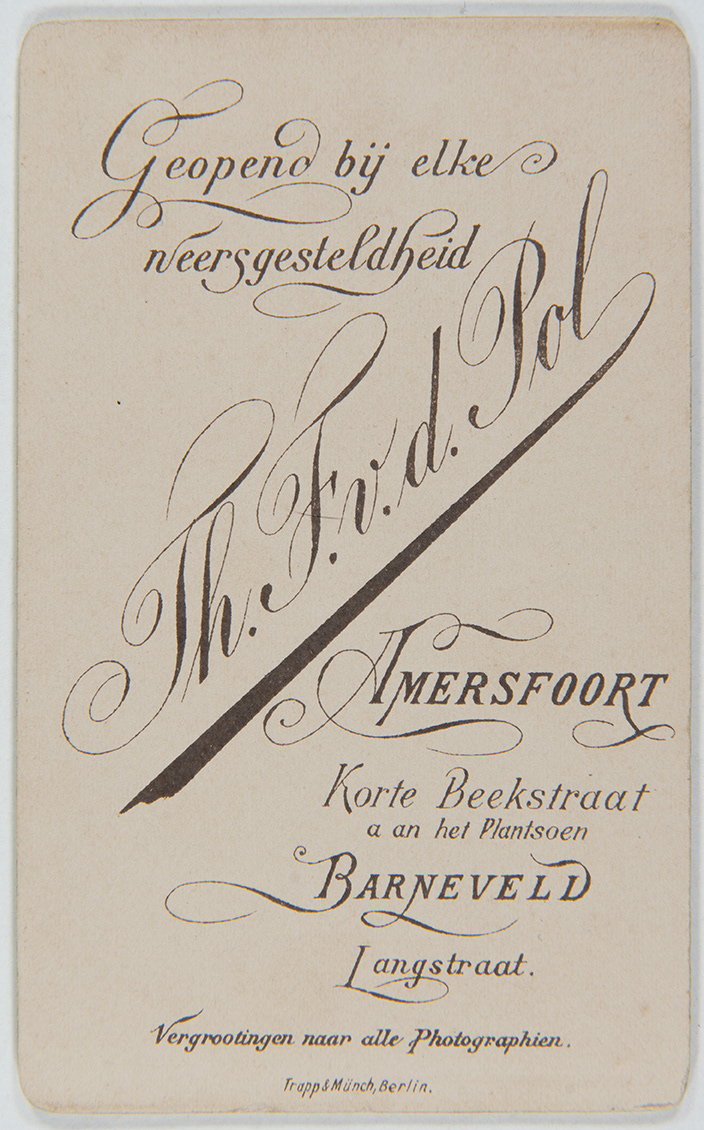 Geopend bij elke
weersgesteldheid
Th. F. v. d. Pol
AMERSFOORT
Korte Beekstraat
a an het Plantsoen
BARNEVELD
Langstraat.
Vergrootingen naar alle Photographien.
Trapp & Münch, Berlin.